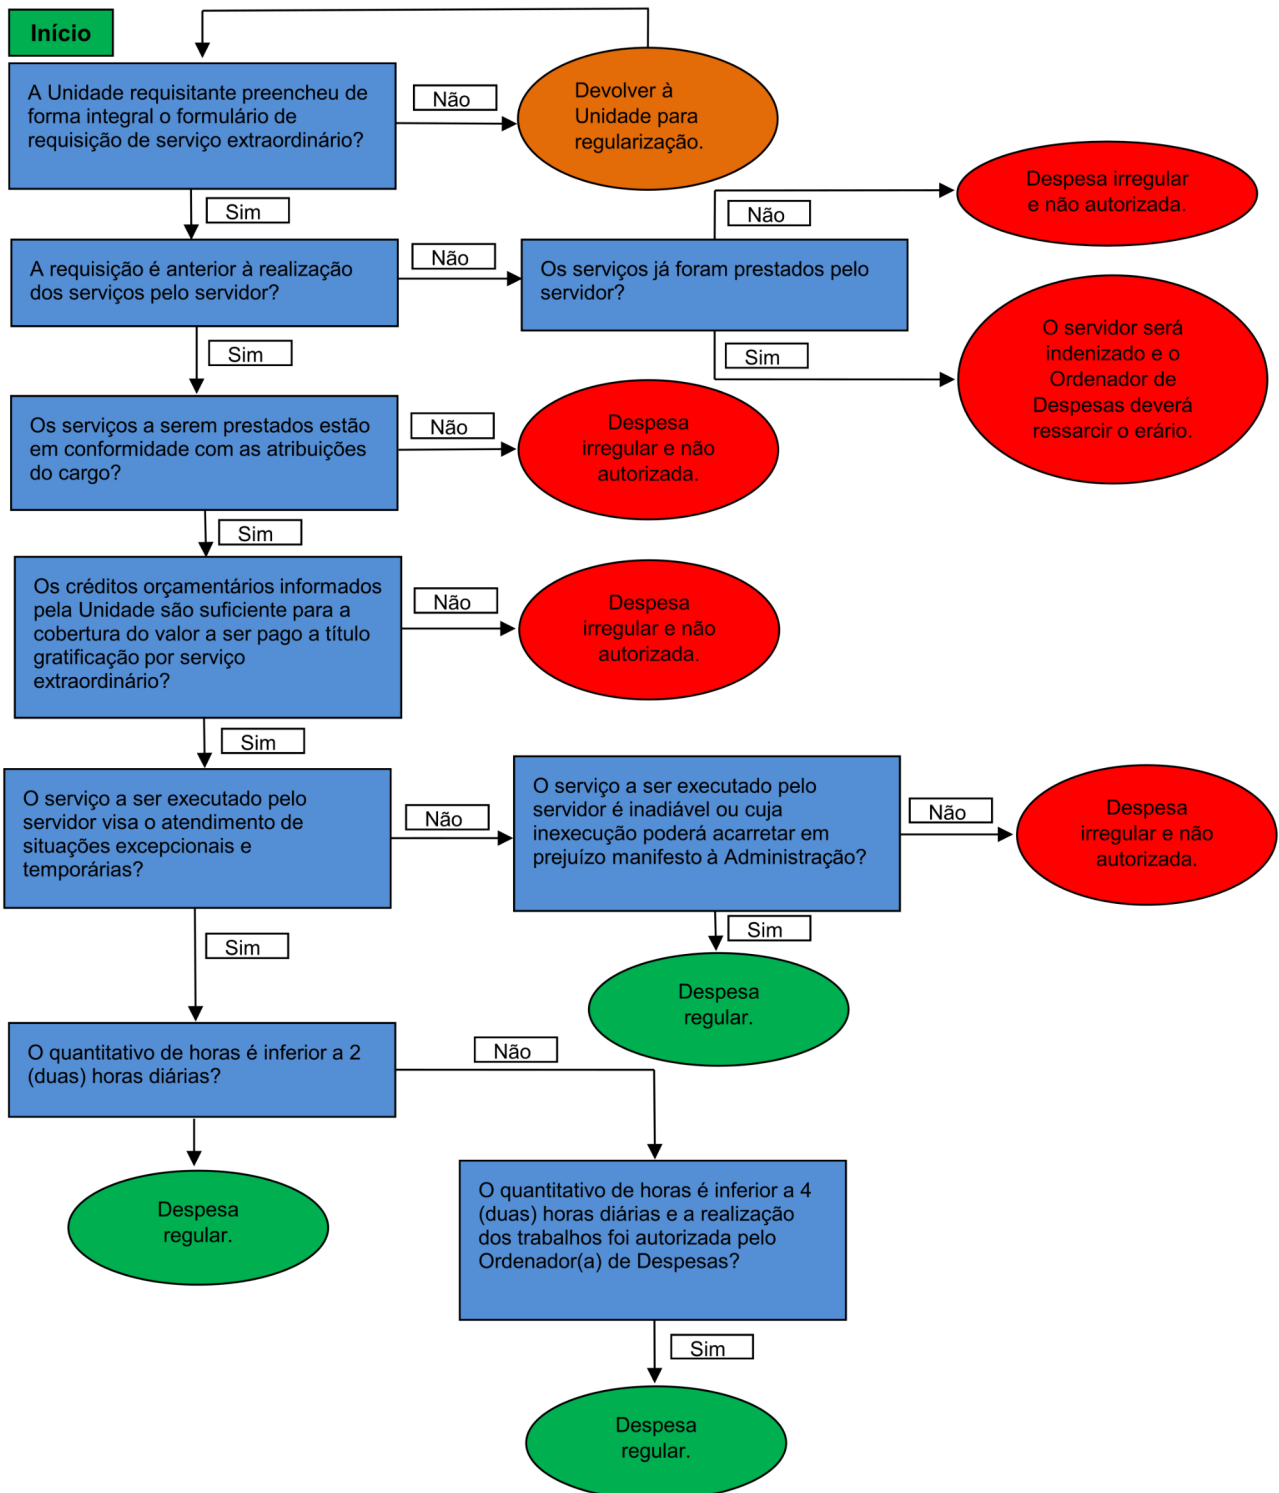 Início
A Unidade requisitante preencheu de
forma integral o formulário de
requisição de serviço extraordinário?
Não
Devolver à
Unidade para
regularização.
Sim
A requisição é anterior à realização
dos serviços pelo servidor?
Não
Os serviços já foram prestados pelo
servidor?
Não
Despesa irregular
e não autorizada.
Sim
O servidor será
indenizado e o
Ordenador de
Despesas deverá
ressarcir o erário.
Sim
Os serviços a serem prestados estão
em conformidade com as atribuições
do cargo?
Não
Despesa
irregular e não
autorizada.
Sim
Os créditos orçamentários informados
pela Unidade são suficiente para a
cobertura do valor a ser pago a título
gratificação por serviço
extraordinário?
Não
Despesa
irregular e não
autorizada.
Sim
O serviço a ser executado pelo
servidor visa o atendimento de
situações excepcionais e
temporárias?
Não
O serviço a ser executado pelo
servidor é inadiável ou cuja
inexecução poderá acarretar em
prejuízo manifesto à Administração?
Não
Despesa
irregular e não
autorizada.
Sim
Despesa
regular.
Sim
O quantitativo de horas é inferior a 2
(duas) horas diárias?
Não
Despesa
regular.
O quantitativo de horas é inferior a 4
(duas) horas diárias e a realização
dos trabalhos foi autorizada pelo
Ordenador(a) de Despesas?
Sim
Despesa
regular.